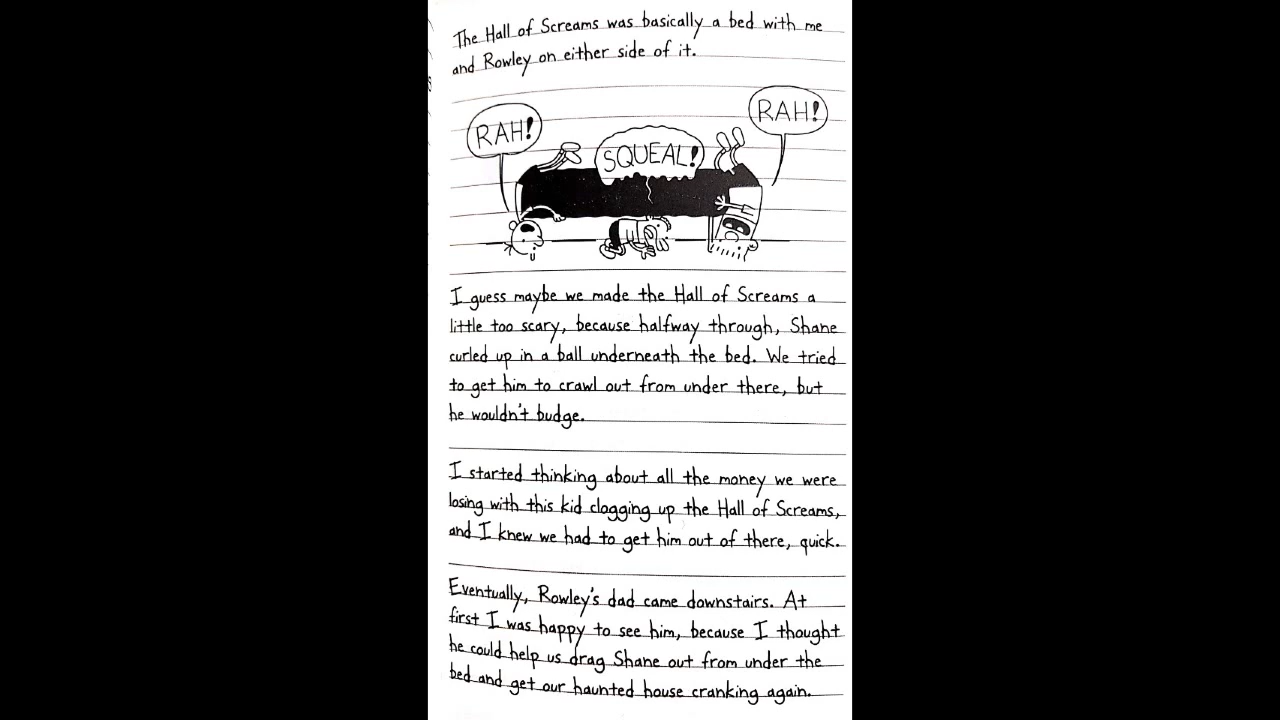 The Hall of Screams was basically a bed with me
and Rowley on either side of it.
RAH!
RAH!
SQUEAL!
I guess maybe we made the Hall of Screams a
little too scary, because halfway through, Shane
curled up in a ball underneath the bed. We tried
to get him to crawl out from under there, but
he wouldn't budge.
I started thinking about all the money we were
losing with this kid clogging up the Hall of Screams,
and I knew we had to get him out of there, quick.
Eventually, Rowley's dad came downstairs. At
first I was happy to see him, because I thought
he could help us drag Shane out from under the
bed and get our haunted house cranking again.